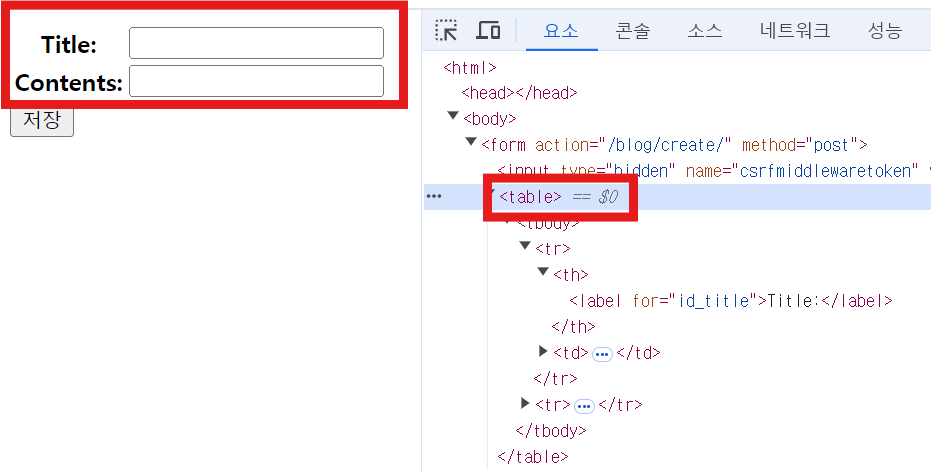 Title:
Contents:
저장
요소 콘솔 소스 네트워크 성능
<html>
<head></head>
<body>
<form action="/blog/create/" method="post">
<input type="hidden" name="csrfmiddlewaretoken"
<table> == $0
<tbody>
<tr>
<th>
<label for="id_title">Title:</label>
</th>
<td>…</td>
</tr>
<tr>…</tr>
</tbody>
</table>